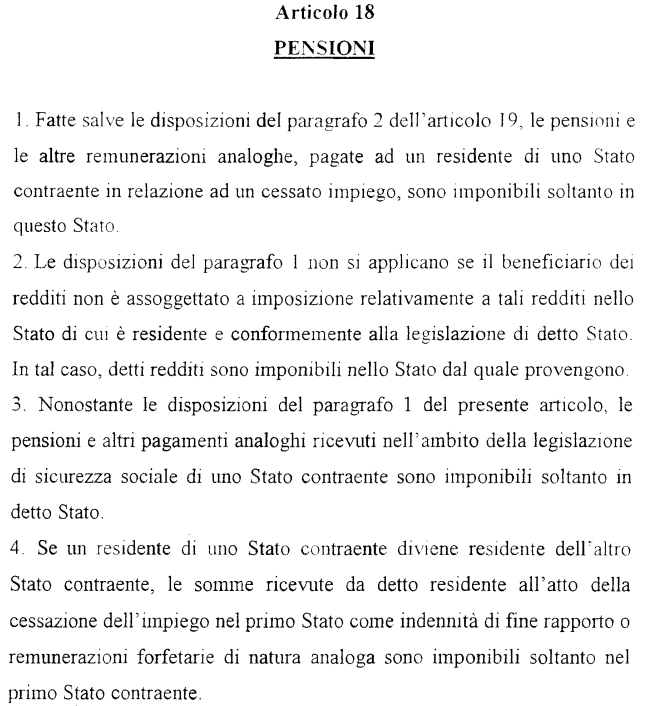 Articolo 18
PENSIONI
1. Fatte salve le disposizioni del paragrafo 2 dell'articolo 19, le pensioni e
le altre remunerazioni analoghe, pagate ad un residente di uno Stato
contraente in relazione ad un cessato impiego, sono imponibili soltanto in
questo Stato.
2. Le disposizioni del paragrafo 1 non si applicano se il beneficiario dei
redditi non è assoggettato a imposizione relativamente a tali redditi nello
Stato di cui è residente e conformemente alla legislazione di detto Stato.
In tal caso, detti redditi sono imponibili nello Stato dal quale provengono.
3. Nonostante le disposizioni del paragrafo 1 del presente articolo, le
pensioni e altri pagamenti analoghi ricevuti nell'ambito della legislazione
di sicurezza sociale di uno Stato contraente sono imponibili soltanto in
detto Stato.
4. Se un residente di uno Stato contraente diviene residente dell'altro
Stato contraente, le somme ricevute da detto residente all'atto della
cessazione dell'impiego nel primo Stato come indennità di fine rapporto o
remunerazioni forfetarie di natura analoga sono imponibili soltanto nel
primo Stato contraente.